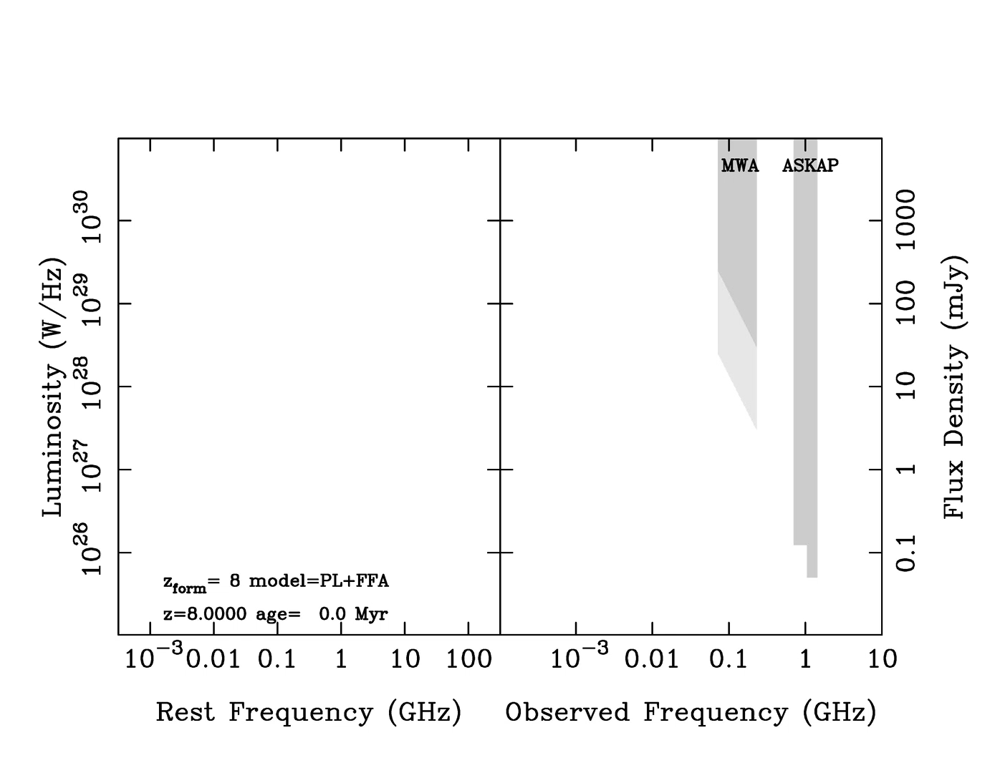 MWA ASKAP
Luminosity (W/Hz)
10^30
10^29
10^28
10^27
10^26
1000
100
10
1
0.1
Flux Density (mJy)
z_form= 8 model=PL+FFA
z=8.0000 age= 0.0 Myr
10^−3 0.01 0.1 1 10 100
10^−3 0.01 0.1 1 10
Rest Frequency (GHz)
Observed Frequency (GHz)